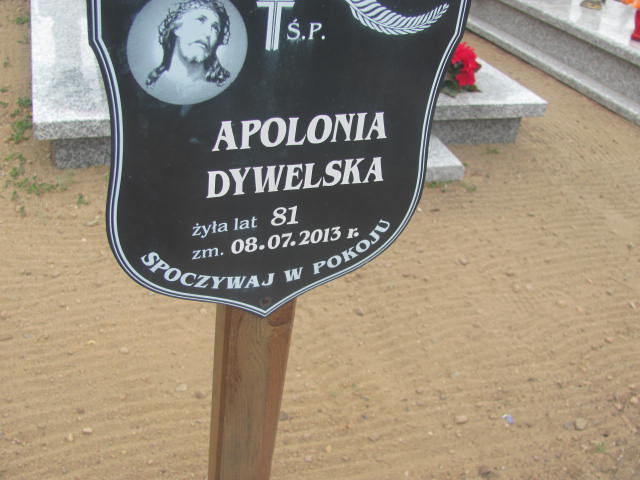 Ś.P.
APOLONIA
DYWELSKA
żyła lat 81
zm. 08.07.2013 r.
SPOCZYWAJ W POKOJU